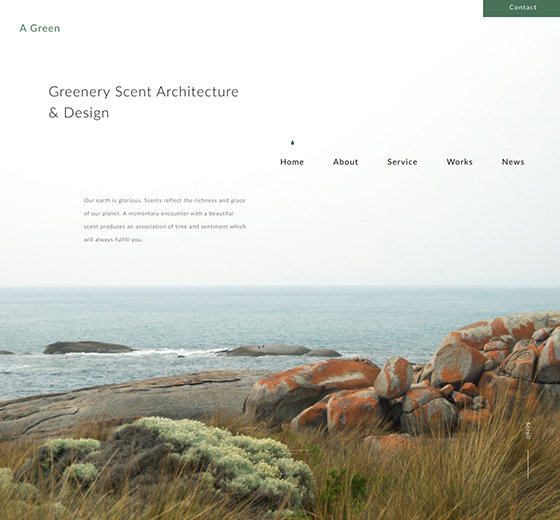 Contact
A Green
Greenery Scent Architecture
& Design
Home About Service Works News
Our earth is glorious. Scents reflect the richness and grace
of our planet. A momentary encounter with a beautiful
scent produces an association of time and sentiment which
will always fulfill you.
Scroll